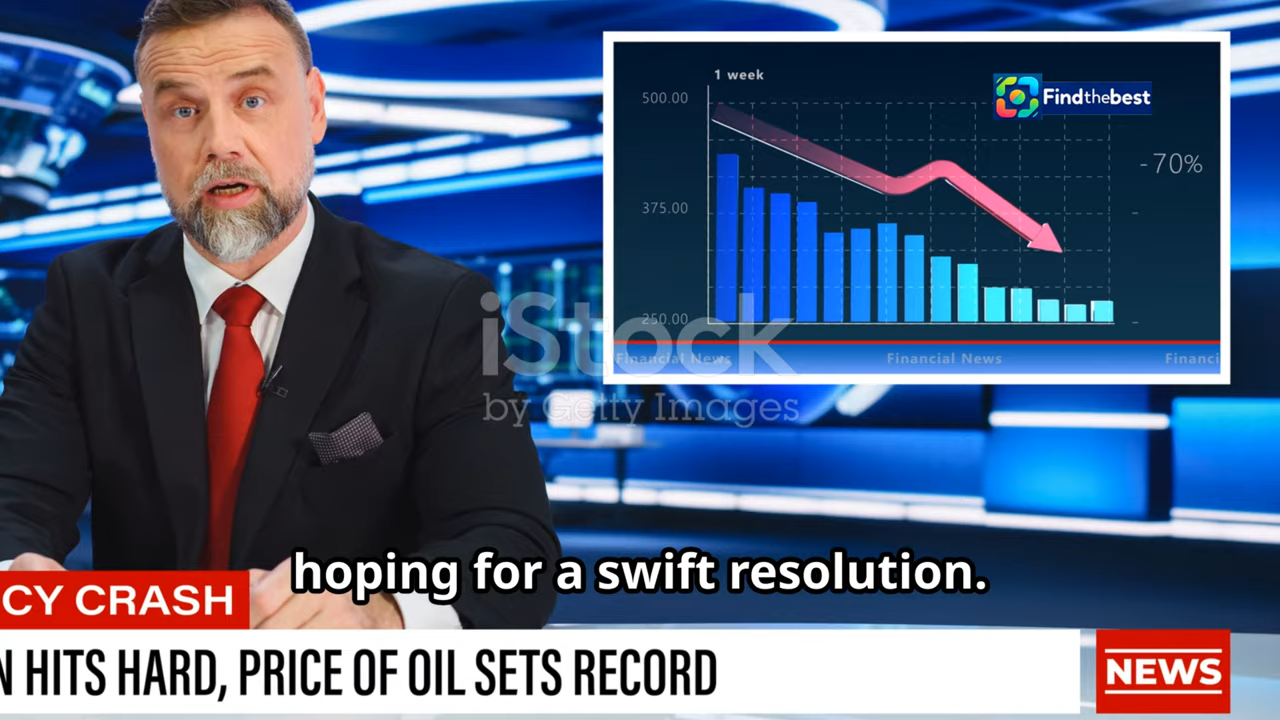 1 week
500.00
Findthebest
-70%
375.00
250.00
iStock
by Getty Images
Financial News
Financial News
Financi
hoping for a swift resolution.
CY CRASH
N HITS HARD, PRICE OF OIL SETS RECORD
NEWS